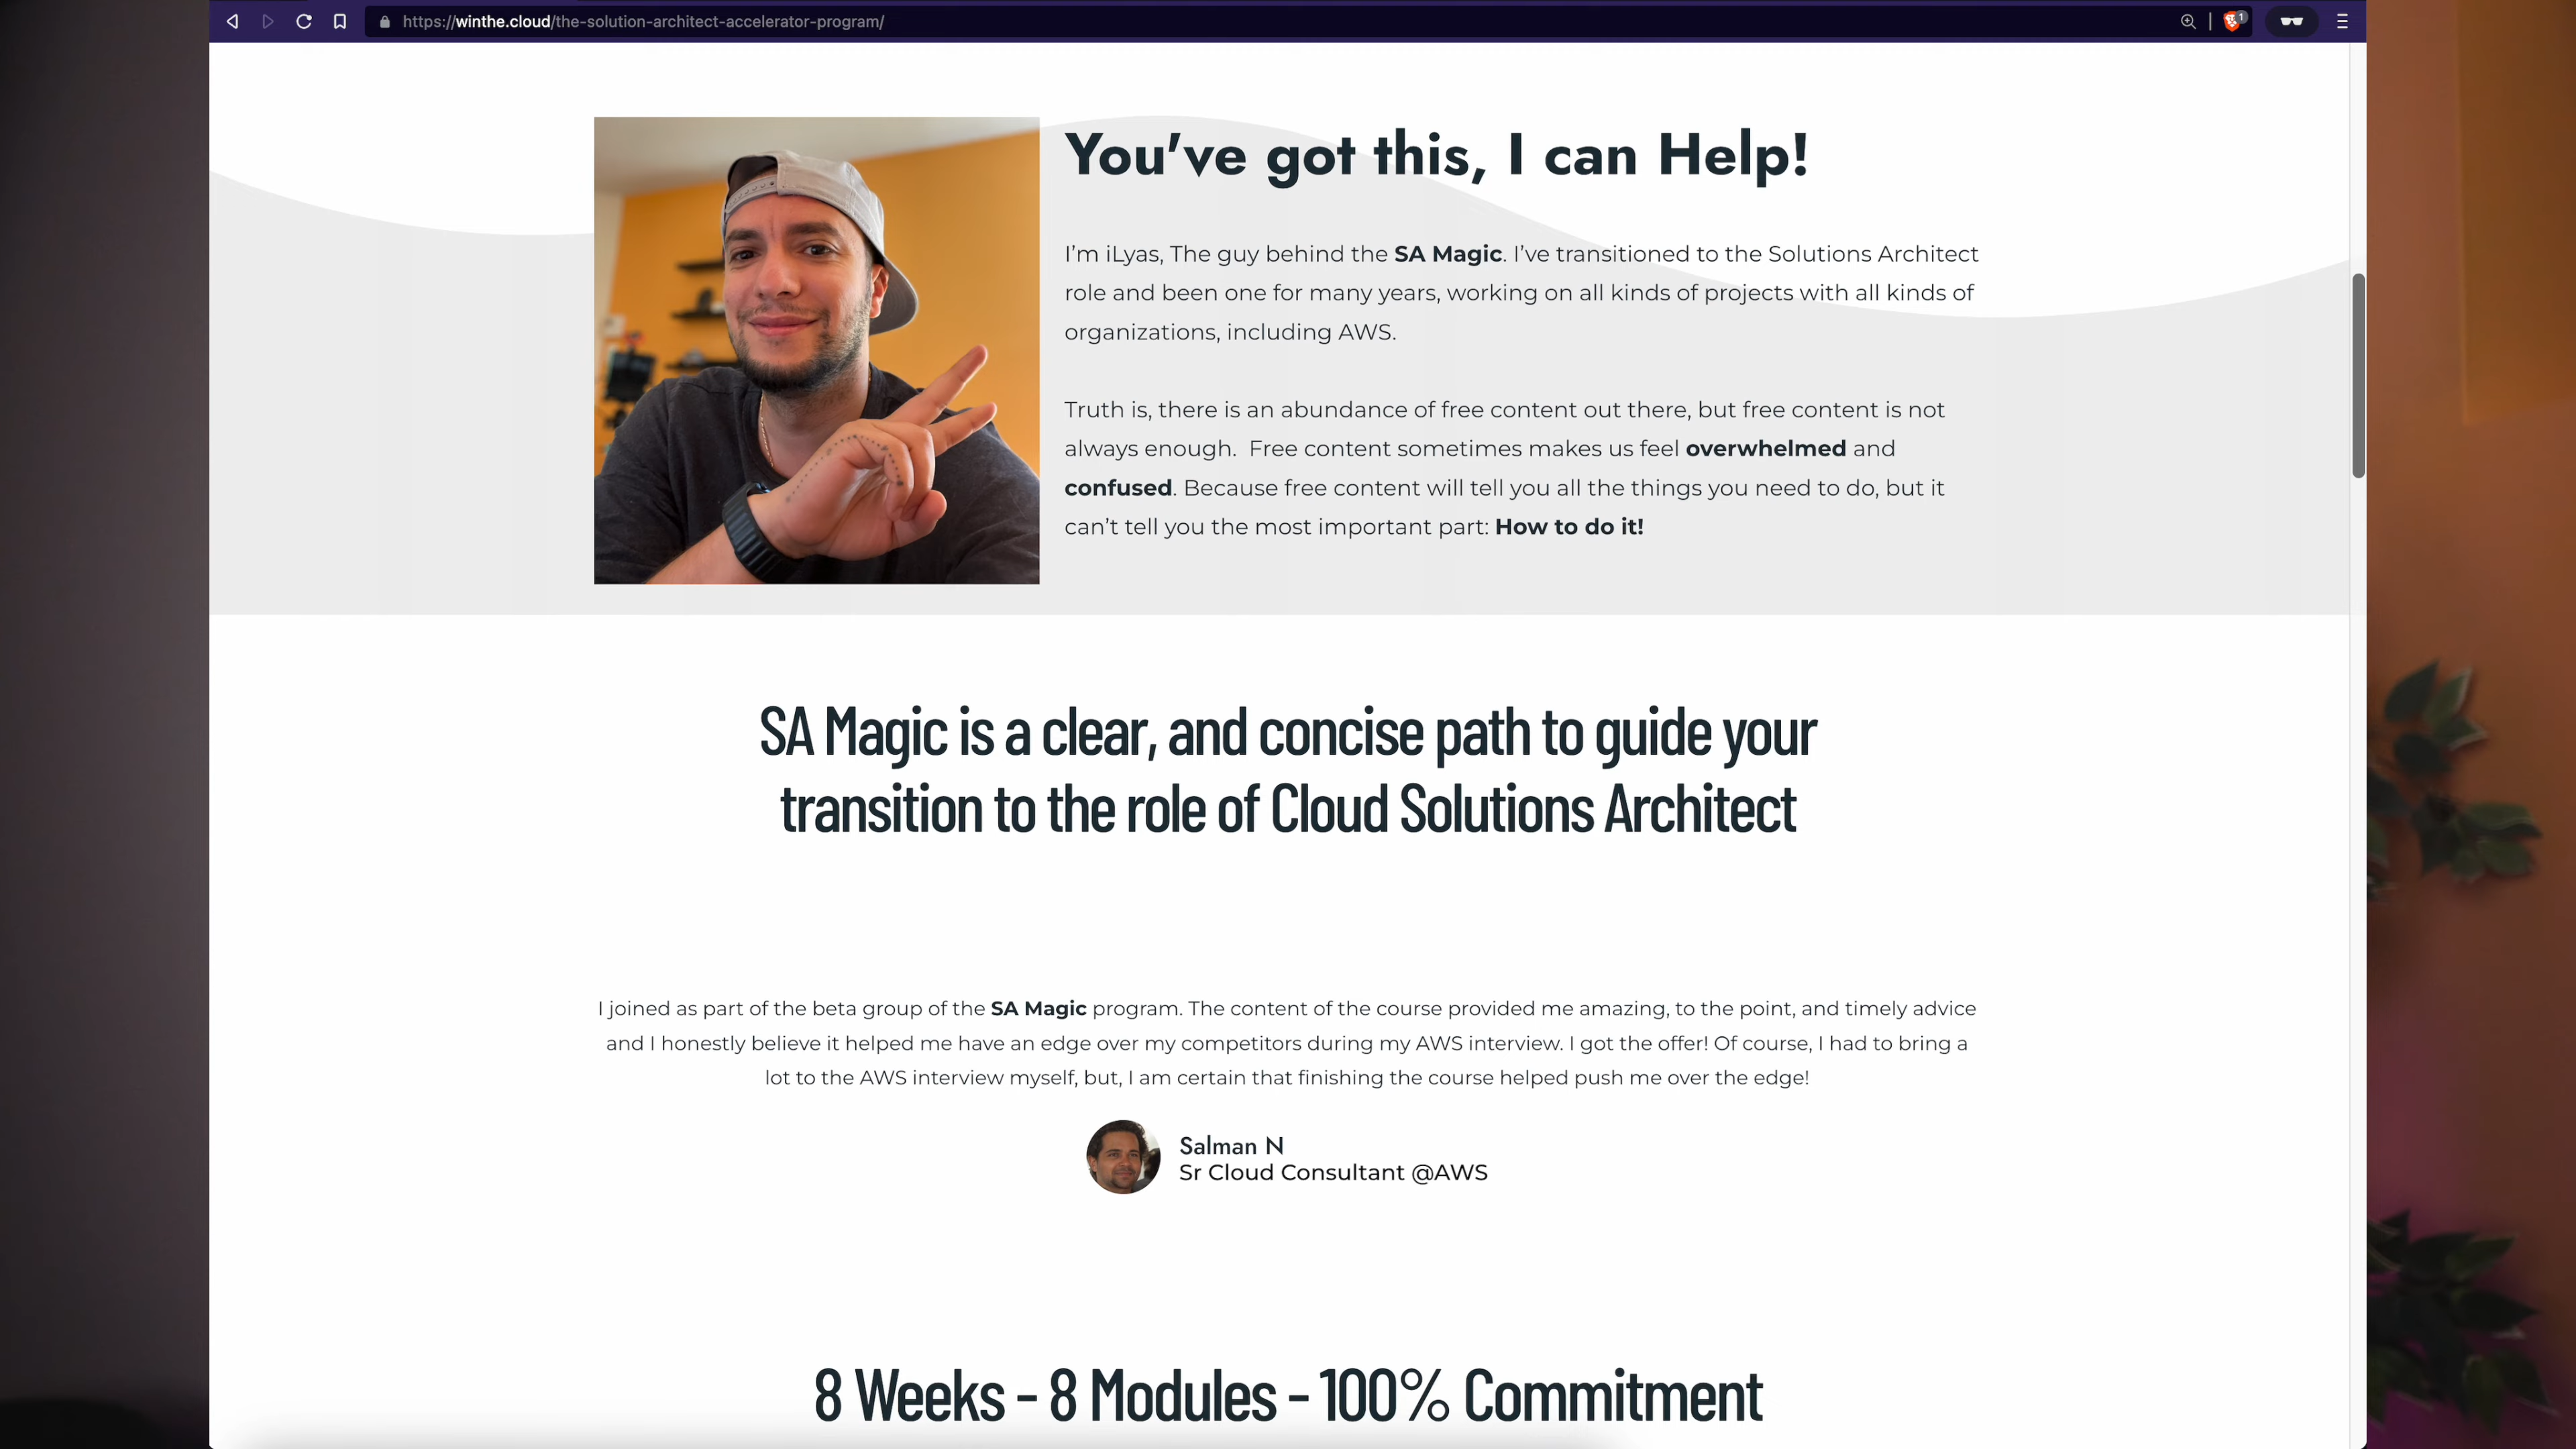 https://winthe.cloud/the-solution-architect-accelerator-program/
1
You've got this, I can Help!
I'm iLyas, The guy behind the SA Magic. I've transitioned to the Solutions Architect
role and been one for many years, working on all kinds of projects with all kinds of
organizations, including AWS.
Truth is, there is an abundance of free content out there, but free content is not
always enough.  Free content sometimes makes us feel overwhelmed and
confused. Because free content will tell you all the things you need to do, but it
can't tell you the most important part: How to do it!
SA Magic is a clear, and concise path to guide your
transition to the role of Cloud Solutions Architect
I joined as part of the beta group of the SA Magic program. The content of the course provided me amazing, to the point, and timely advice
and I honestly believe it helped me have an edge over my competitors during my AWS interview. I got the offer! Of course, I had to bring a
lot to the AWS interview myself, but, I am certain that finishing the course helped push me over the edge!
Salman N
Sr Cloud Consultant @AWS
8 Weeks - 8 Modules - 100% Commitment